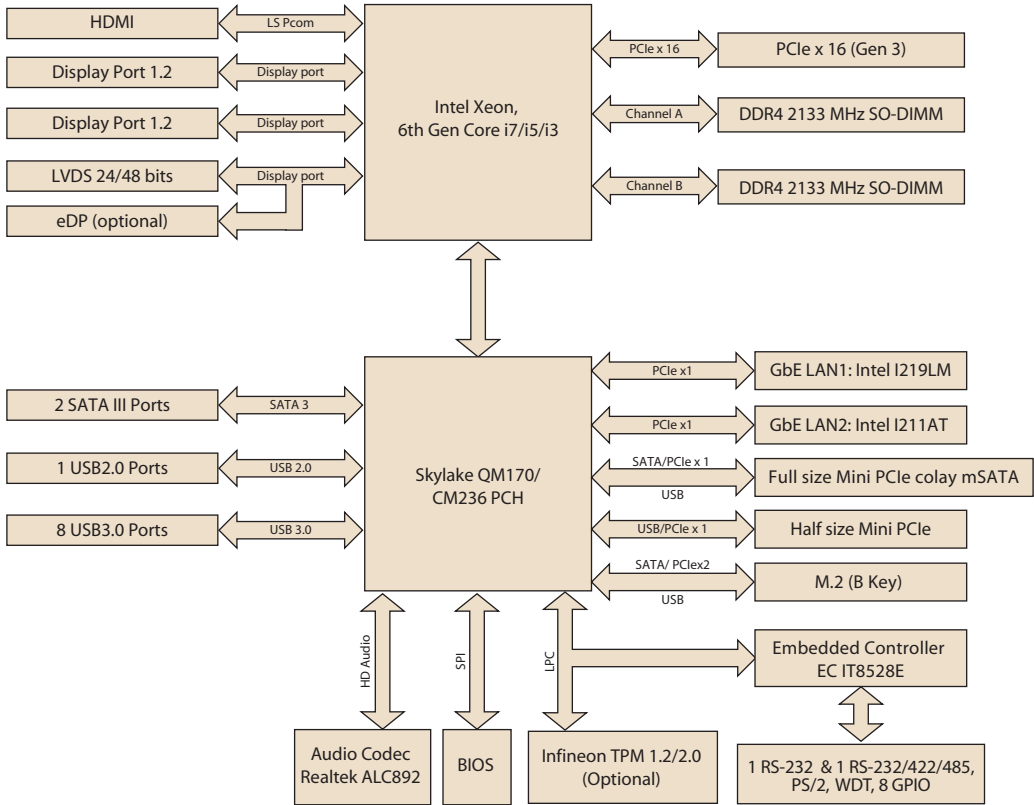 HDMI
LS Pcom
Display Port 1.2
Display port
Display Port 1.2
Display port
LVDS 24/48 bits
Display port
eDP (optional)
Intel Xeon,
6th Gen Core i7/i5/i3
PCIe x 16
PCIe x 16 (Gen 3)
Channel A
DDR4 2133 MHz SO-DIMM
Channel B
DDR4 2133 MHz SO-DIMM
2 SATA III Ports
SATA 3
1 USB2.0 Ports
USB 2.0
8 USB3.0 Ports
USB 3.0
Skylake QM170/
CM236 PCH
PCIe x1
GbE LAN1: Intel I219LM
PCIe x1
GbE LAN2: Intel I211AT
SATA/PCIe x 1
USB
Full size Mini PCIe colay mSATA
USB/PCIe x 1
Half size Mini PCIe
SATA/ PCIex2
USB
M.2 (B Key)
HD Audio
SPI
LPC
Embedded Controller
EC IT8528E
Audio Codec
Realtek ALC892
BIOS
Infineon TPM 1.2/2.0
(Optional)
1 RS-232 & 1 RS-232/422/485,
PS/2, WDT, 8 GPIO